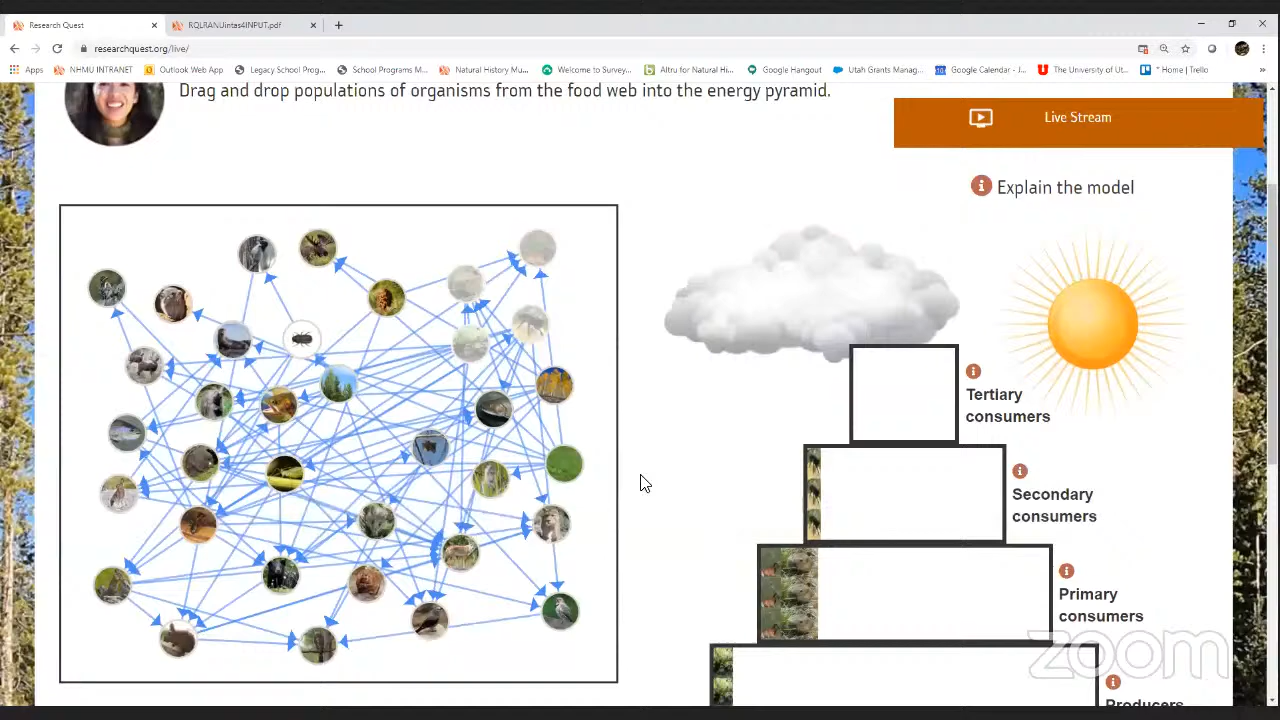 Research Quest
RQLRANUintas4INPUT.pdf
researchquest.org/live/
Apps
NHMU INTRANET
Outlook Web App
Legacy School Prog...
School Programs M...
Natural History Mu...
Welcome to Survey...
Altru for Natural Hi...
Google Hangout
Utah Grants Manag...
Google Calendar - J...
The University of Ut...
* Home | Trello
Drag and drop populations of organisms from the food web into the energy pyramid.
Live Stream
Explain the model
Tertiary
consumers
Secondary
consumers
Primary
consumers
Producers
zoom